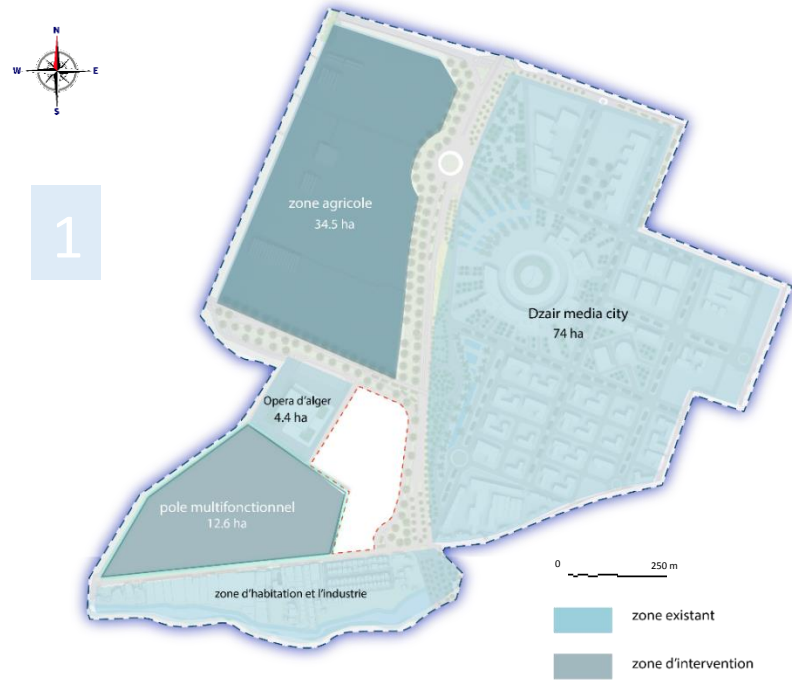 N
W
E
S
1
zone agricole
34.5 ha
Dzair media city
74 ha
Opera d'alger
4.4 ha
pole multifonctionnel
12.6 ha
zone d'habitation et l'industrie
0
250 m
zone existant
zone d'intervention